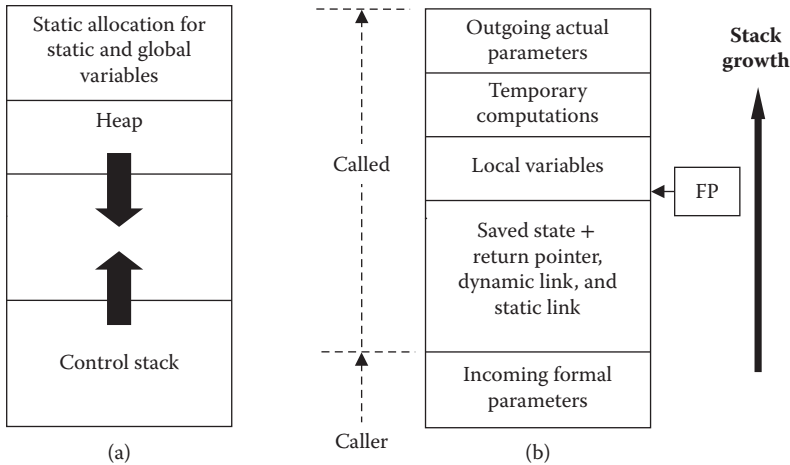 Static allocation for
static and global
variables
Heap
Control stack
(a)
Called
Caller
Outgoing actual
parameters
Temporary
computations
Local variables
Saved state +
return pointer,
dynamic link, and
static link
Incoming formal
parameters
(b)
FP
Stack
growth